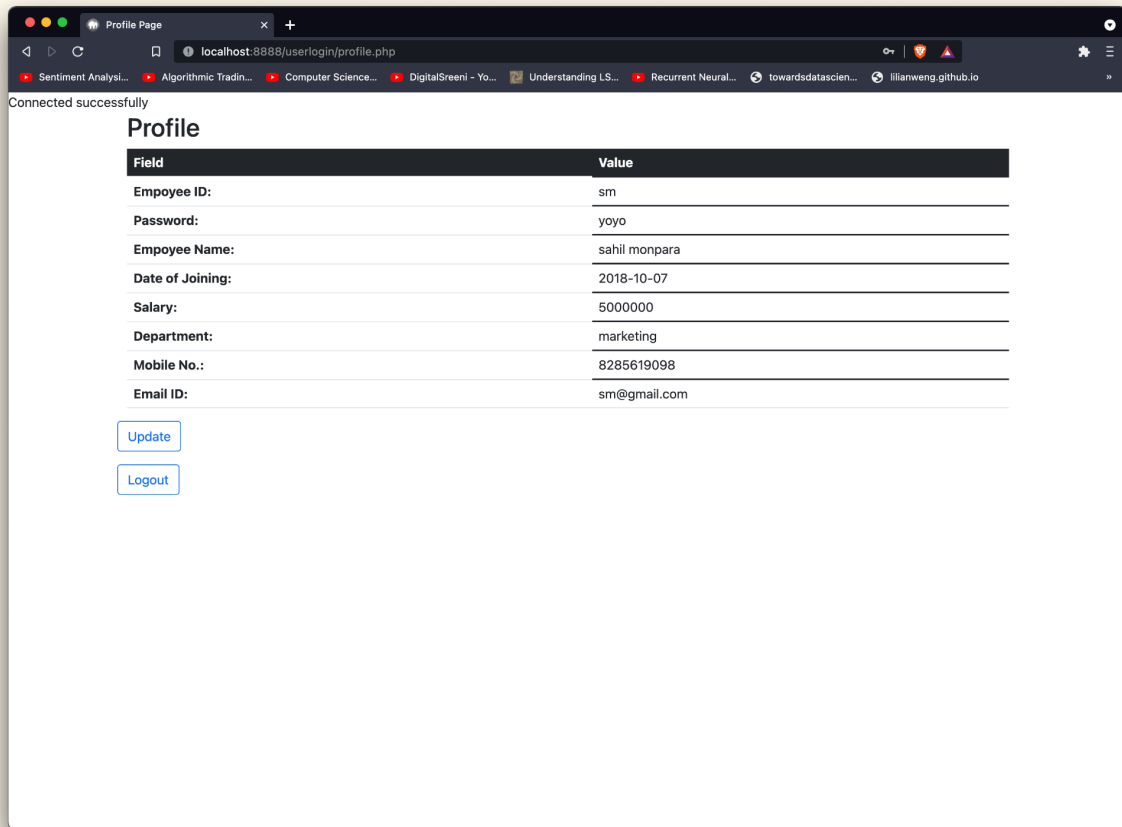 Profile Page
localhost:8888/userlogin/profile.php
Sentiment Analysi... Algorithmic Tradin... Computer Science... DigitalSreeni - Yo... Understanding LS... Recurrent Neural... towardsdatascien... lilianweng.github.io »
Connected successfully
Profile
Field Value
Empoyee ID: sm
Password: yoyo
Empoyee Name: sahil monpara
Date of Joining: 2018-10-07
Salary: 5000000
Department: marketing
Mobile No.: 8285619098
Email ID: sm@gmail.com
Update
Logout